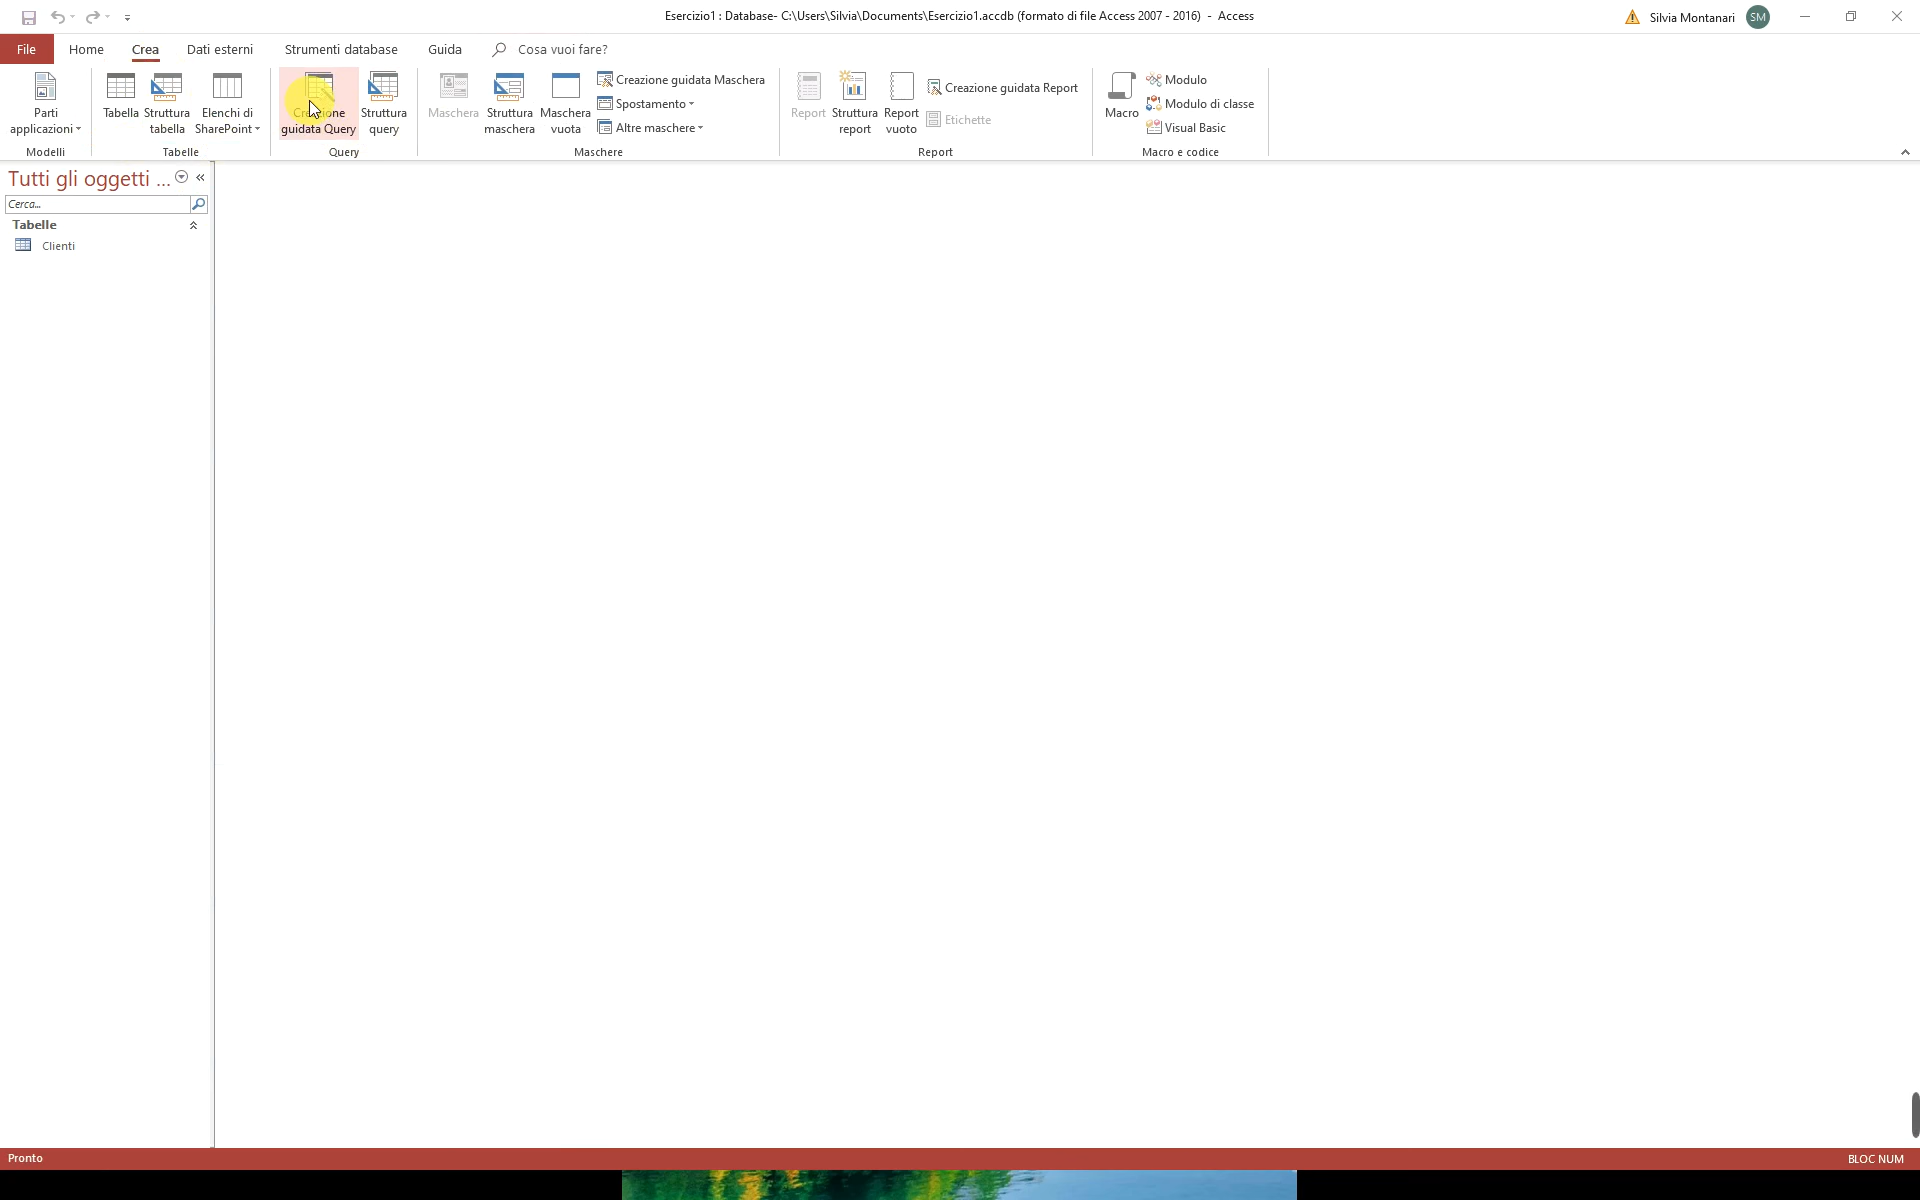 Esercizio1 : Database- C:\Users\Silvia\Documents\Esercizio1.accdb (formato di file Access 2007 - 2016)  -  Access
Silvia Montanari
SM
File
Home
Crea
Dati esterni
Strumenti database
Guida
Cosa vuoi fare?
Parti applicazioni
Tabella
Struttura tabella
Elenchi di SharePoint
Creazione guidata Query
Struttura query
Maschera
Struttura maschera
Maschera vuota
Creazione guidata Maschera
Spostamento
Altre maschere
Report
Struttura report
Report vuoto
Creazione guidata Report
Etichette
Macro
Modulo
Modulo di classe
Visual Basic
Modelli
Tabelle
Query
Maschere
Report
Macro e codice
Tutti gli oggetti ...
Cerca...
Tabelle
Clienti
Pronto
BLOC NUM